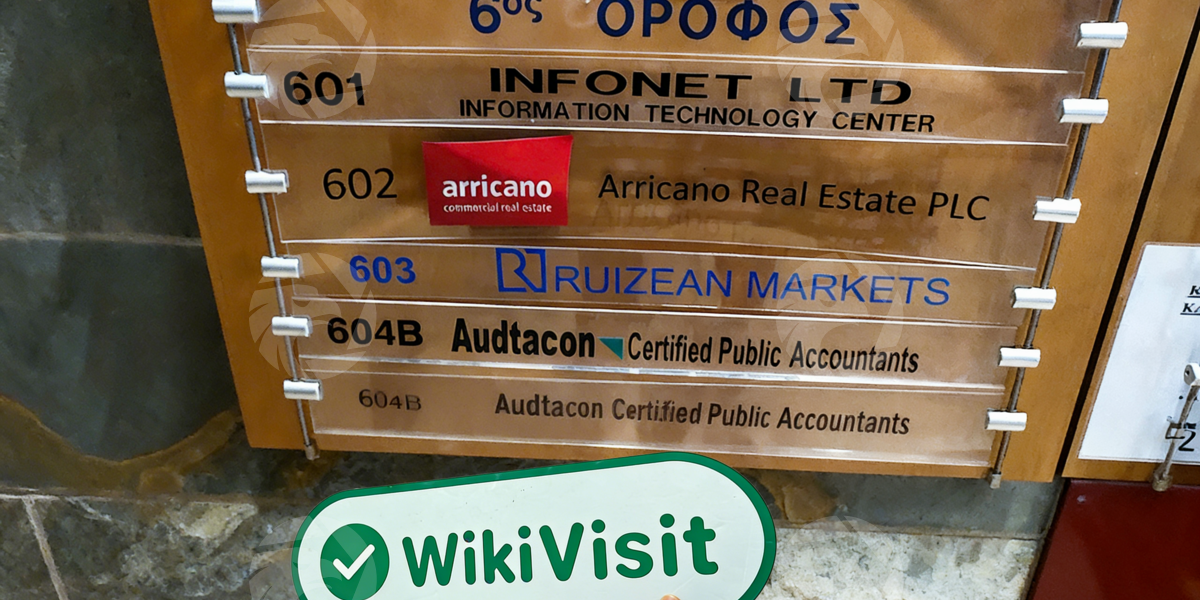 6ος ΟΡΟΦΟΣ
601 INFONET LTD
INFORMATION TECHNOLOGY CENTER
602 arricano Arricano Real Estate PLC
commercial real estate
603 RUIZEAN MARKETS
604B Audtacon Certified Public Accountants
604B Audtacon Certified Public Accountants
WikiVisit